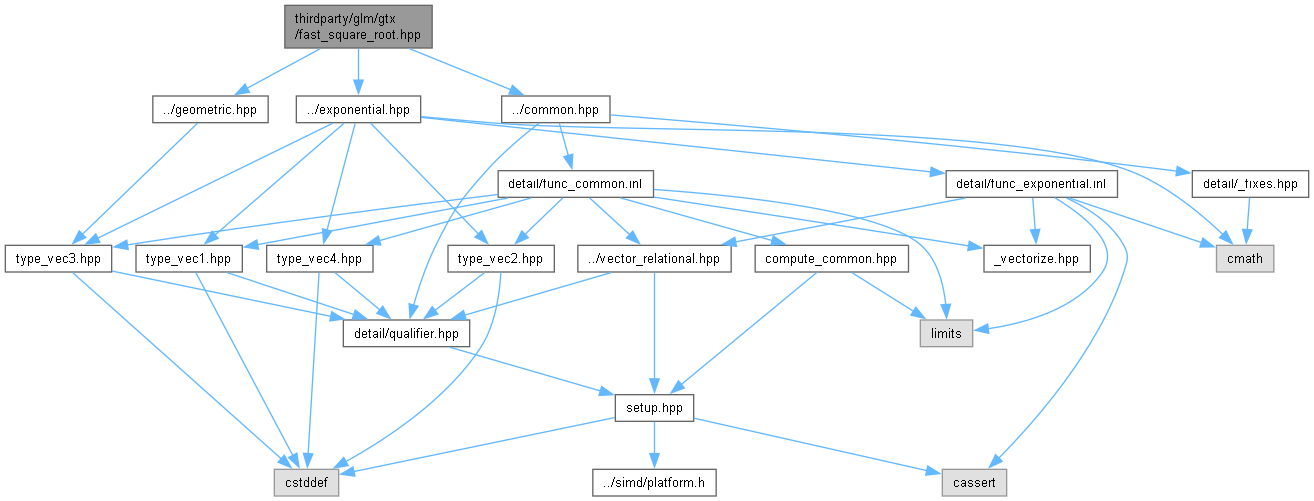 thirdparty/glm/gtx
/fast_square_root.hpp
../geometric.hpp
../exponential.hpp
../common.hpp
detail/func_common.inl
detail/func_exponential.inl
detail/_fixes.hpp
type_vec3.hpp
type_vec1.hpp
type_vec4.hpp
type_vec2.hpp
../vector_relational.hpp
compute_common.hpp
_vectorize.hpp
cmath
detail/qualifier.hpp
limits
setup.hpp
cstddef
../simd/platform.h
cassert